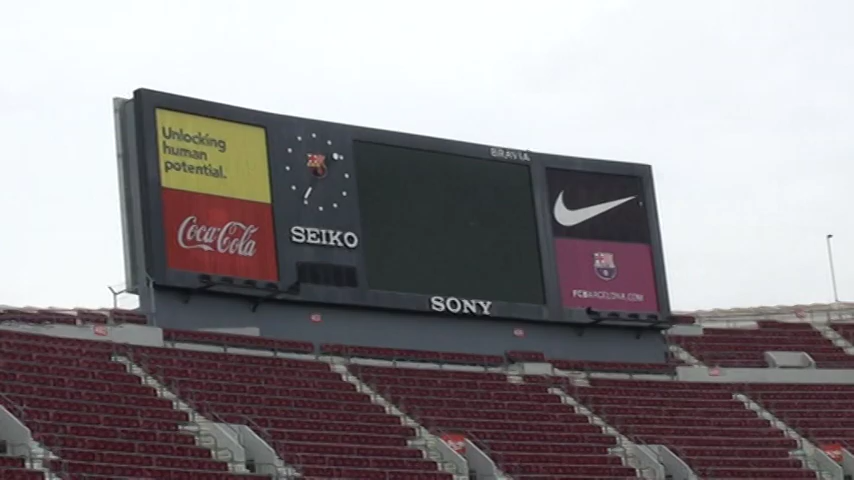 Unlocking
human
potential.
Coca-Cola
SEIKO
BRAVIA
SONY
FCBARCELONA.COM